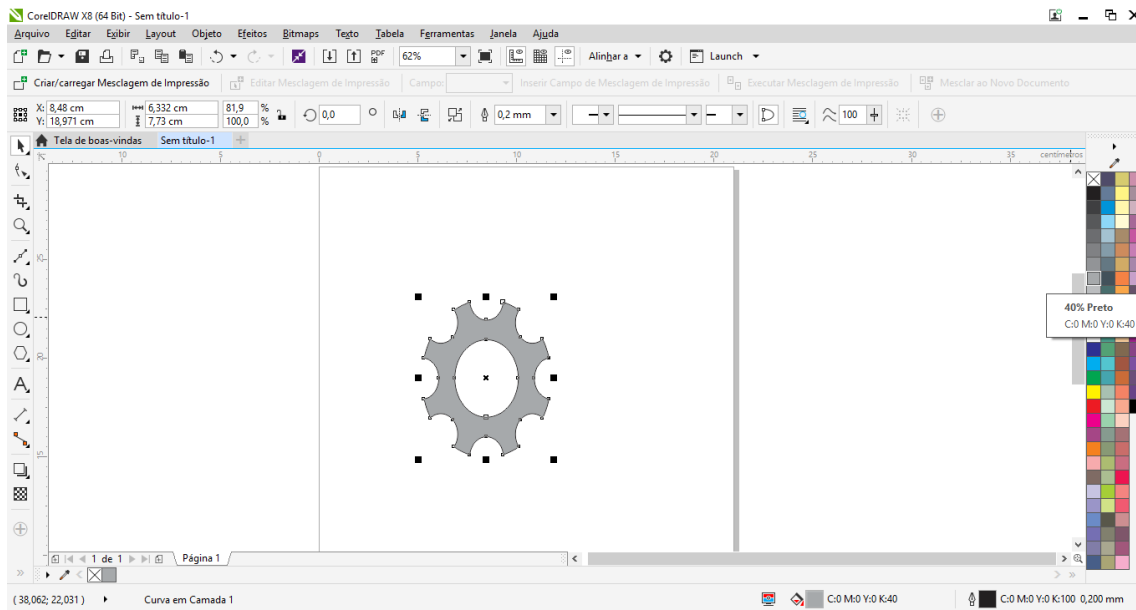 CorelDRAW X8 (64 Bit) - Sem título-1
Arquivo Editar Exibir Layout Objeto Efeitos Bitmaps Texto Tabela Ferramentas Janela Ajuda
PDF 62% Alinhar a Launch
Criar/carregar Mesclagem de Impressão Editar Mesclagem de Impressão Campo: Inserir Campo de Mesclagem de Impressão Executar Mesclagem de Impressão Mesclar ao Novo Documento
X: 8,48 cm 6,332 cm 81,9 %
Y: 18,971 cm 7,73 cm 100,0 %
0,0 ° 0,2 mm 100
Tela de boas-vindas Sem título-1
10 5 0 5 10 15 20 25 30 35 centímetros
25
20
15
40% Preto
C:0 M:0 Y:0 K:40
1 de 1 Página 1
( 38,062; 22,031 ) Curva em Camada 1 C:0 M:0 Y:0 K:40 C:0 M:0 Y:0 K:100 0,200 mm